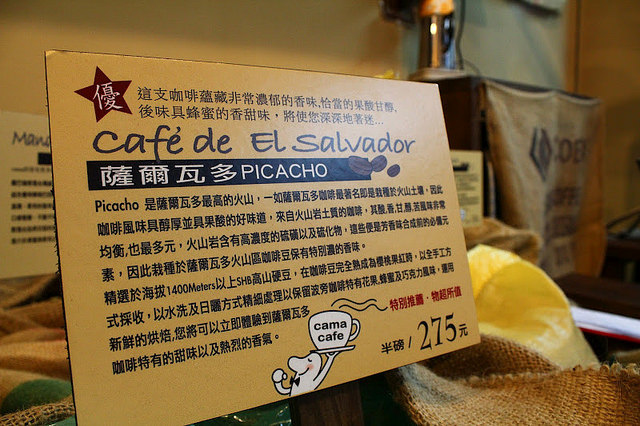 優
這支咖啡蘊藏非常濃郁的香味,恰當的果酸甘醇,
後味具蜂蜜的香甜味，將使您深深地著迷...
Café de El Salvador
薩爾瓦多PICACHO
Picacho 是薩爾瓦多最高的火山，一如薩爾瓦多咖啡最著名即是栽種於火山土壤，因此
咖啡風味具醇厚並具果酸的好味道，來自火山岩土質的咖啡，其酸.香.甘.醇.苦風味非常
均衡,也最多元，火山岩含有高濃度的硫磺以及硫化物，這些便是芳香味合成前的必備元
素，因此栽種於薩爾瓦多火山區咖啡豆保有特別濃的香味。
精選於海拔1400Meters以上SHB高山硬豆，在咖啡豆完全熟成為櫻桃果紅時，以全手工方
式採收，以水洗及日曬方式精細處理以保留波旁咖啡特有花果.蜂蜜及巧克力風味，運用
新鮮的烘焙,您將可以立即體驗到薩爾瓦多
咖啡特有的甜味以及熱烈的香氣。
特別推薦．物超所值
cama
cafe
半磅 / 275元